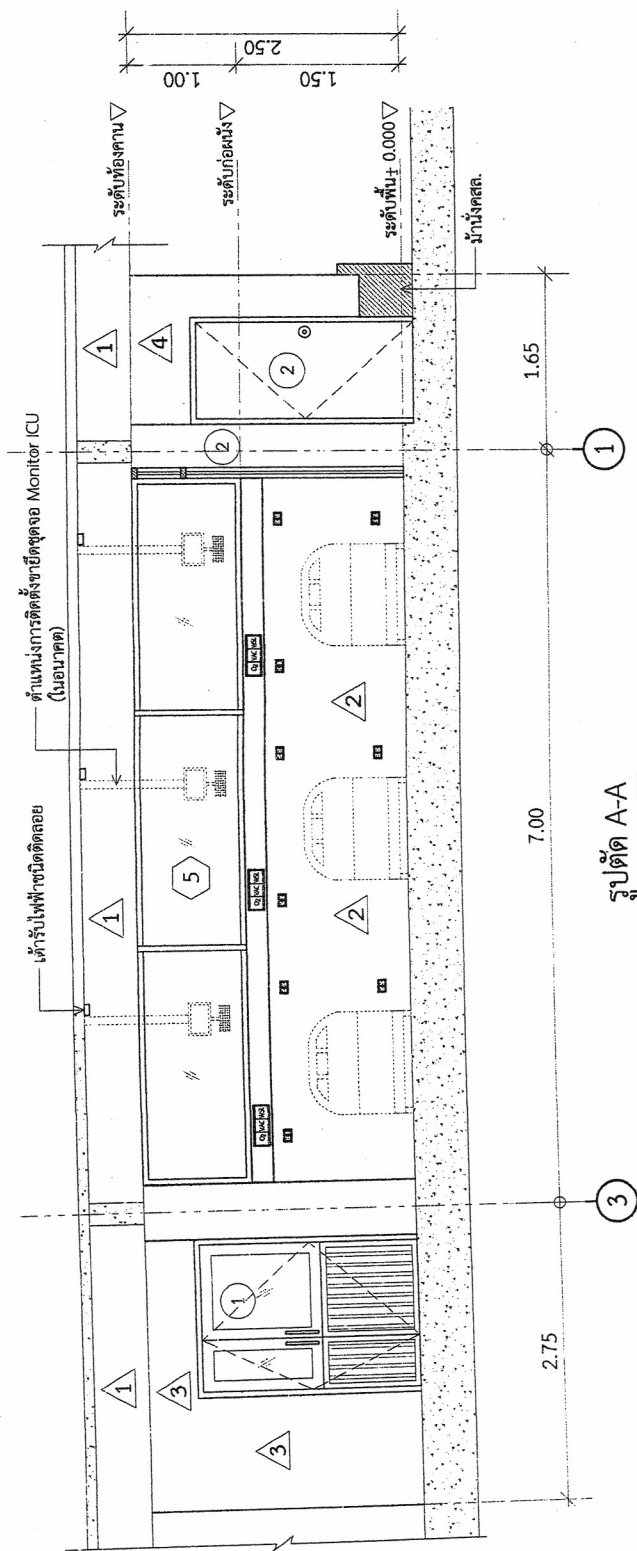 เต้ารับไฟฟ้าชนิดติดลอย
ตำแหน่งการติดตั้งขายึดชุดจอ Monitor ICU
(ในอนาคต)
ระดับท้องคาน
ระดับก่อผนัง
ระดับพื้น± 0.000
1.00
1.50
2.50
1
1
1
3
3
4
1
5
2
2
2
2
O2 VAC NSL
O2 VAC NSL
O2 VAC NSL
ม้านั่งคสล.
2.75
7.00
1.65
3
1
รูปตัด A-A